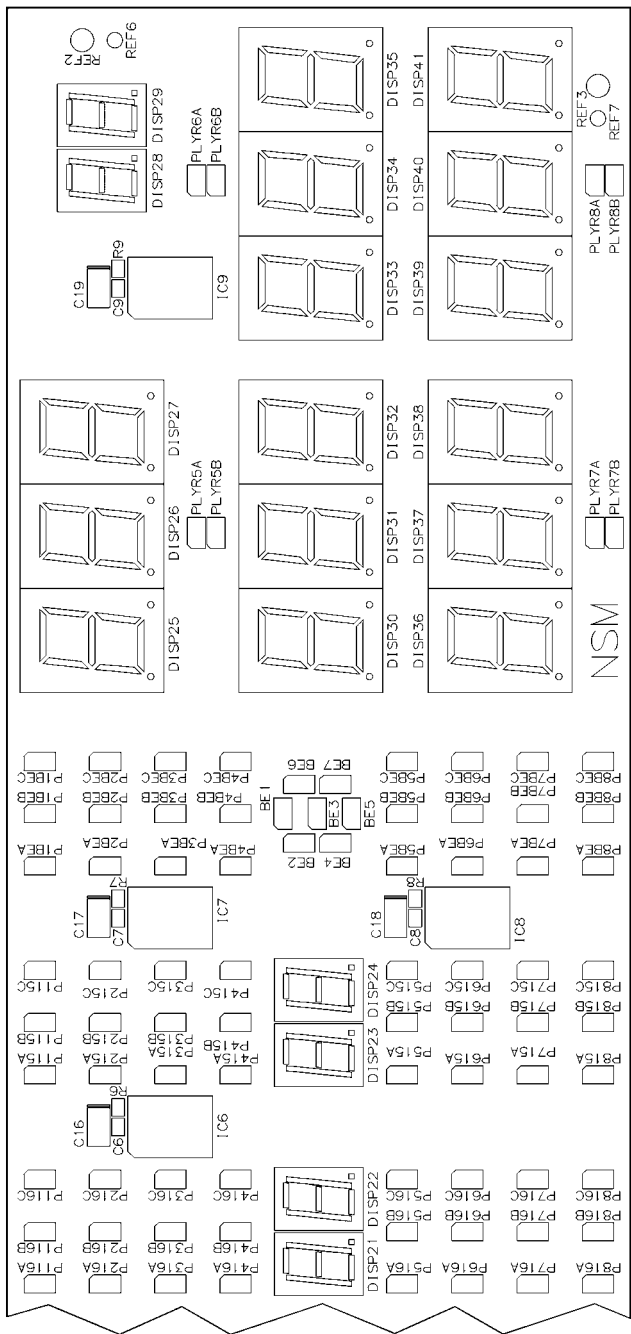 REF2
REF6
DISP29
DISP28
PLYR6A
PLYR6B
DISP35
DISP34
DISP33
DISP41
DISP40
DISP39
REF3
REF7
PLYR8A
PLYR8B
C19
R9
C9
IC9
DISP27
DISP26
DISP25
PLYR5A
PLYR5B
DISP32
DISP31
DISP30
DISP38
DISP37
DISP36
PLYR7A
PLYR7B
NSM
P1BEC
P2BEC
P3BEC
P4BEC
BE6
BE7
P5BEC
P6BEC
P7BEC
P8BEC
P1BEB
P2BEB
P3BEB
P4BEB
BE1
BE3
BE5
P5BEB
P6BEB
P7BEB
P8BEB
P1BEA
P2BEA
P3BEA
P4BEA
BE2
BE4
P5BEA
P6BEA
P7BEA
P8BEA
C17
R7
C7
IC7
C18
R8
C8
IC8
P115C
P215C
P315C
P415C
DISP24
P515C
P615C
P715C
P815C
P115B
P215B
P315B
P415B
DISP23
P515B
P615B
P715B
P815B
P115A
P215A
P315A
P415A
P515A
P615A
P715A
P815A
C16
R6
C6
IC6
P116C
P216C
P316C
P416C
DISP22
P516C
P616C
P716C
P816C
P116B
P216B
P316B
P416B
DISP21
P516B
P616B
P716B
P816B
P116A
P216A
P316A
P416A
P516A
P616A
P716A
P816A